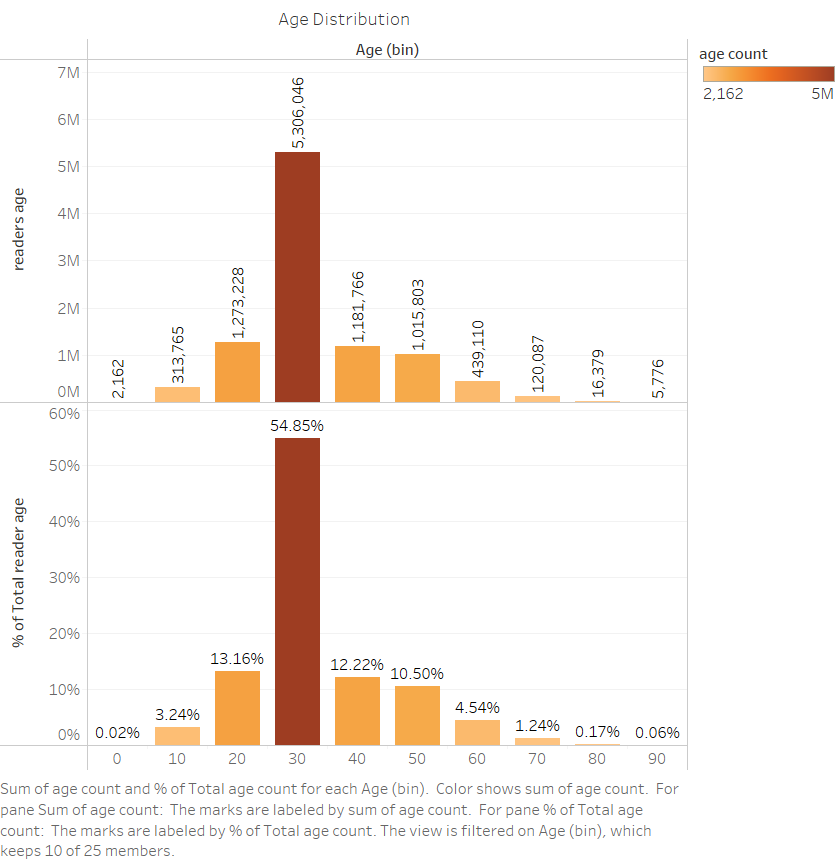 Age Distribution
Age (bin)
age count
2,162 5M
readers age
7M
6M
5M
4M
3M
2M
1M
0M
2,162
313,765
1,273,228
5,306,046
1,181,766
1,015,803
439,110
120,087
16,379
5,776
% of Total reader age
60%
50%
40%
30%
20%
10%
0%
0.02%
3.24%
13.16%
54.85%
12.22%
10.50%
4.54%
1.24%
0.17%
0.06%
0 10 20 30 40 50 60 70 80 90
Sum of age count and % of Total age count for each Age (bin). Color shows sum of age count. For
pane Sum of age count: The marks are labeled by sum of age count. For pane % of Total age
count: The marks are labeled by % of Total age count. The view is filtered on Age (bin), which
keeps 10 of 25 members.